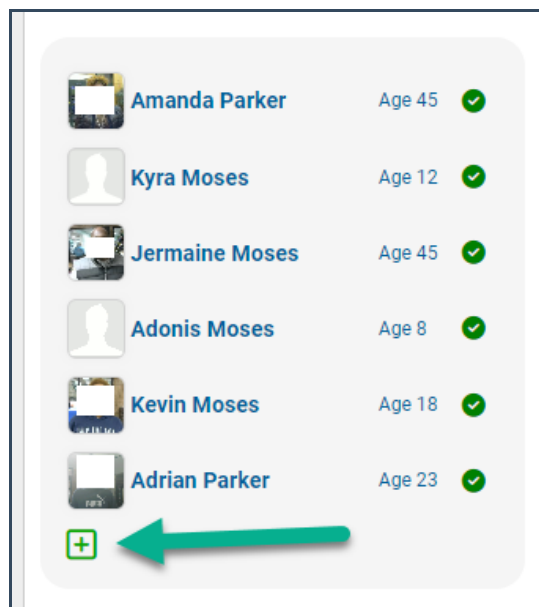 Amanda Parker Age 45
Kyra Moses Age 12
Jermaine Moses Age 45
Adonis Moses Age 8
Kevin Moses Age 18
Adrian Parker Age 23